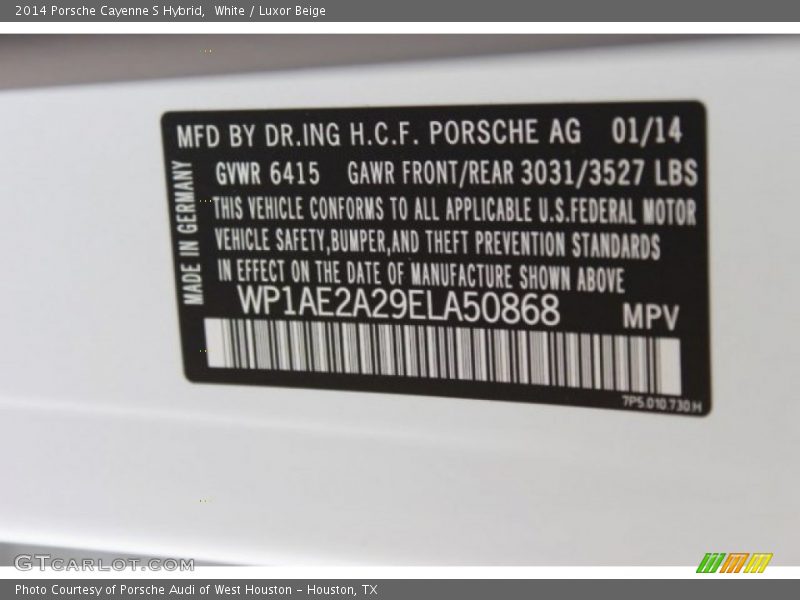 2014 Porsche Cayenne S Hybrid,  White / Luxor Beige
MFD BY DR.ING H.C.F. PORSCHE AG 01/14
GVWR 6415 GAWR FRONT/REAR 3031/3527 LBS
THIS VEHICLE CONFORMS TO ALL APPLICABLE U.S.FEDERAL MOTOR
VEHICLE SAFETY,BUMPER,AND THEFT PREVENTION STANDARDS
IN EFFECT ON THE DATE OF MANUFACTURE SHOWN ABOVE
MADE IN GERMANY
WP1AE2A29ELA50868 MPV
7P5.010.730.H
GTCARLOT.COM
Photo Courtesy of Porsche Audi of West Houston - Houston, TX